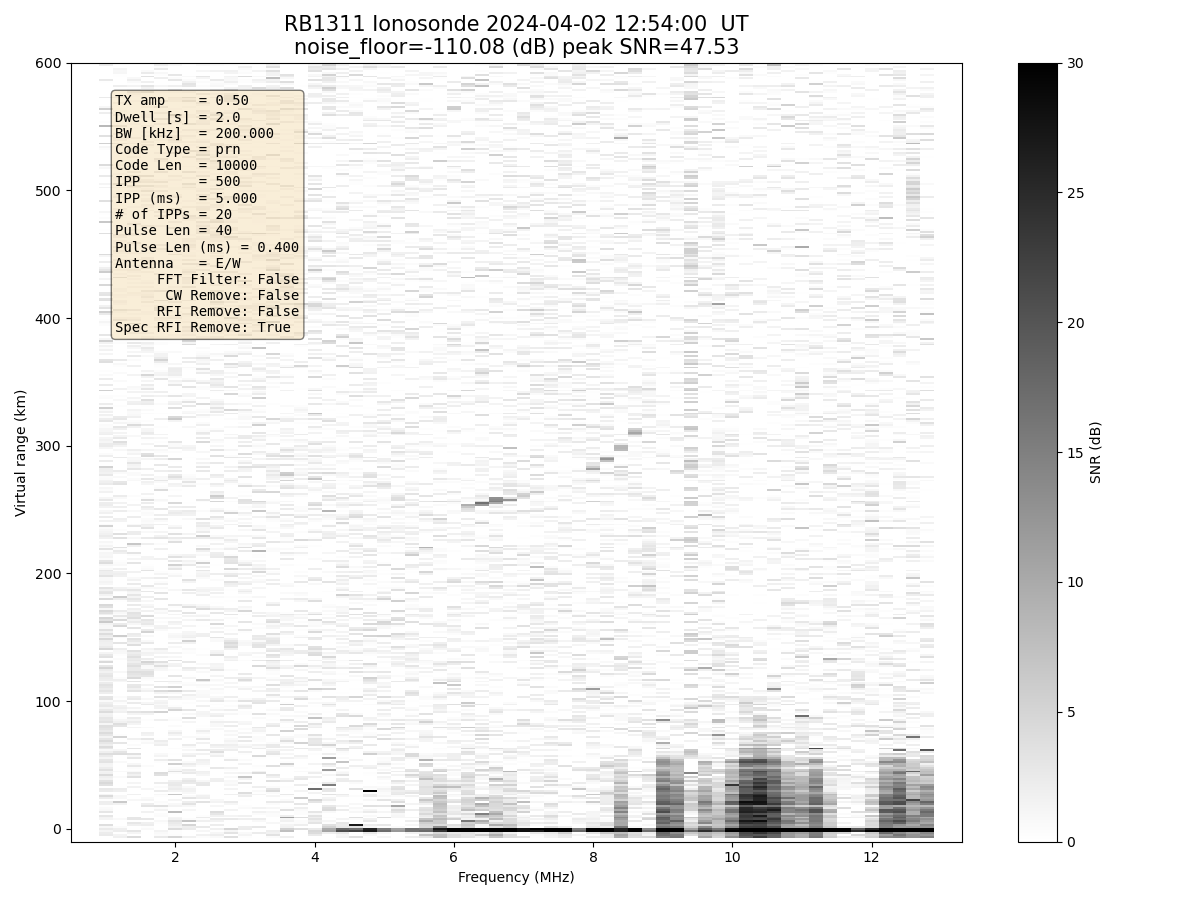 RB1311 Ionosonde 2024-04-02 12:54:00  UT
noise_floor=-110.08 (dB) peak SNR=47.53
TX amp    = 0.50
Dwell [s] = 2.0
BW [kHz]  = 200.000
Code Type = prn
Code Len  = 10000
IPP       = 500
IPP (ms)  = 5.000
# of IPPs = 20
Pulse Len = 40
Pulse Len (ms) = 0.400
Antenna   = E/W
FFT Filter: False
CW Remove: False
RFI Remove: False
Spec RFI Remove: True
Virtual range (km)
600
500
400
300
200
100
0
2 4 6 8 10 12
Frequency (MHz)
30
25
20
15
10
5
0
SNR (dB)